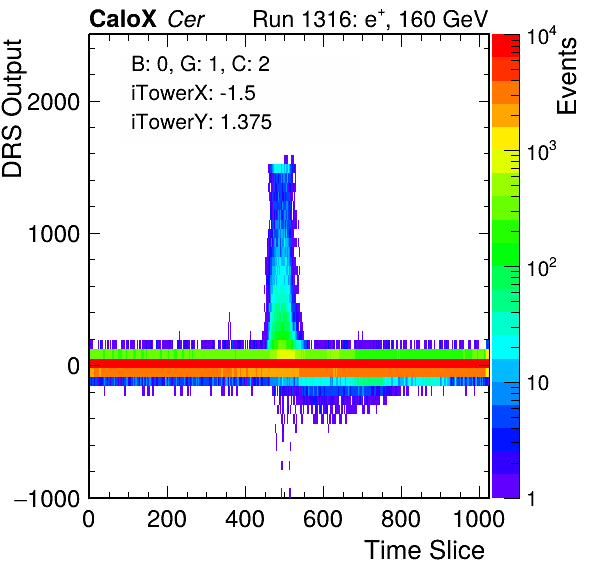 CaloX Cer Run 1316: e⁺, 160 GeV
B: 0, G: 1, C: 2
iTowerX: -1.5
iTowerY: 1.375
DRS Output
2000
1000
0
−1000
0 200 400 600 800 1000
Time Slice
10⁴
10³
10²
10
1
Events